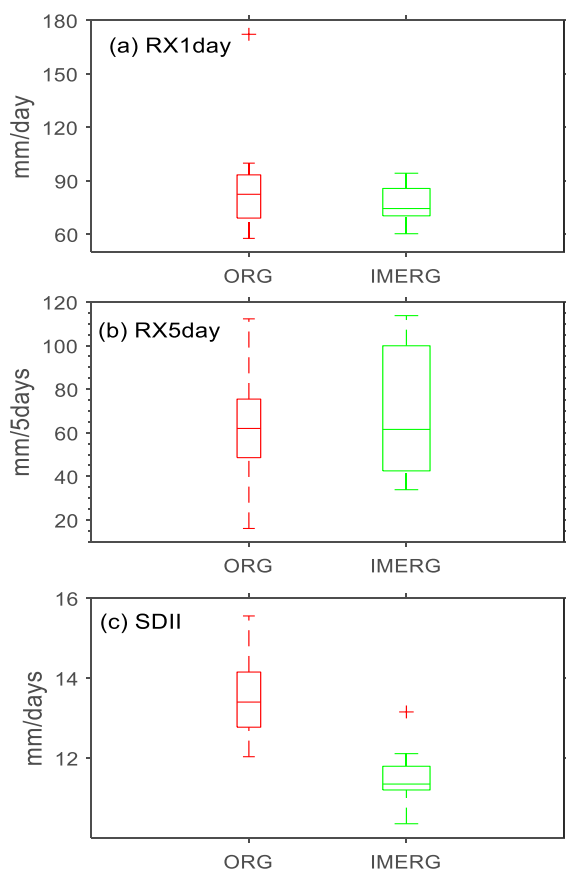 180
(a) RX1day
150
120
90
60
mm/day
ORG IMERG
120
(b) RX5day
100
80
60
40
20
mm/5days
ORG IMERG
16
(c) SDII
14
12
mm/days
ORG IMERG